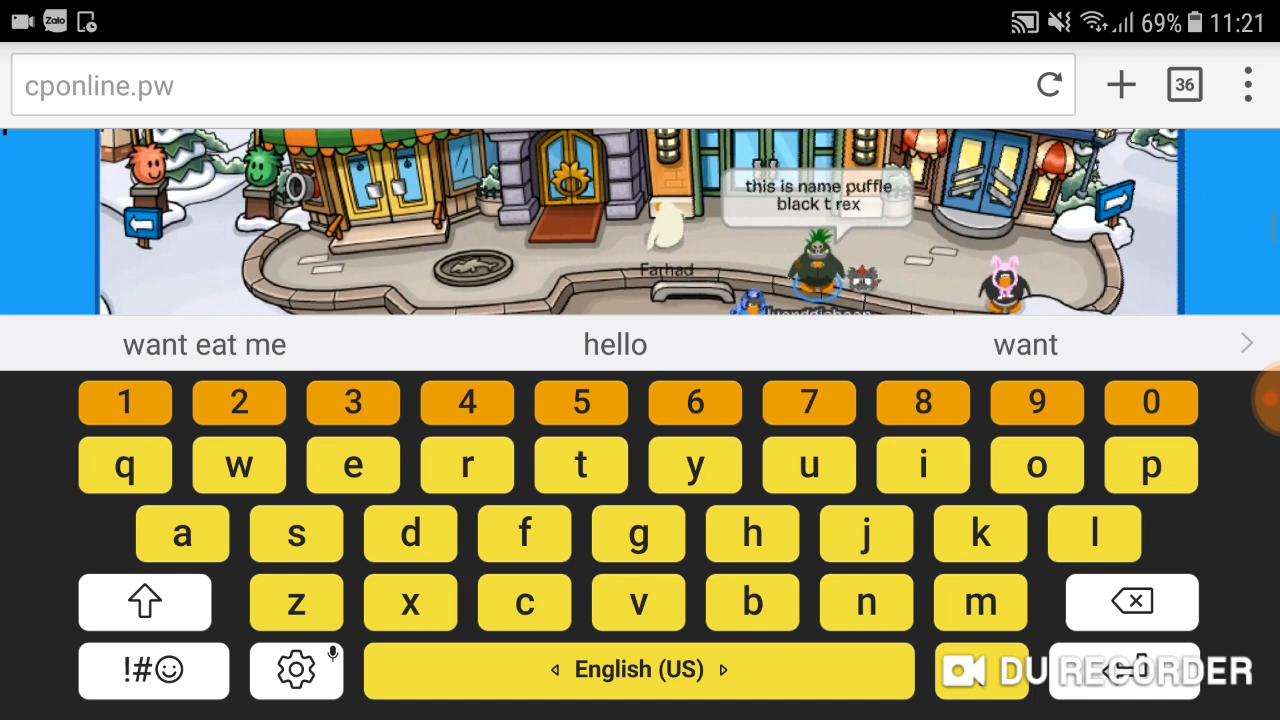 Zalo 69% 11:21
cponline.pw 36
this is name puffle
black t rex
Farhad
want eat me hello want
1 2 3 4 5 6 7 8 9 0
q w e r t y u i o p
a s d f g h j k l
z x c v b n m
!#☺ English (US) DU RECORDER